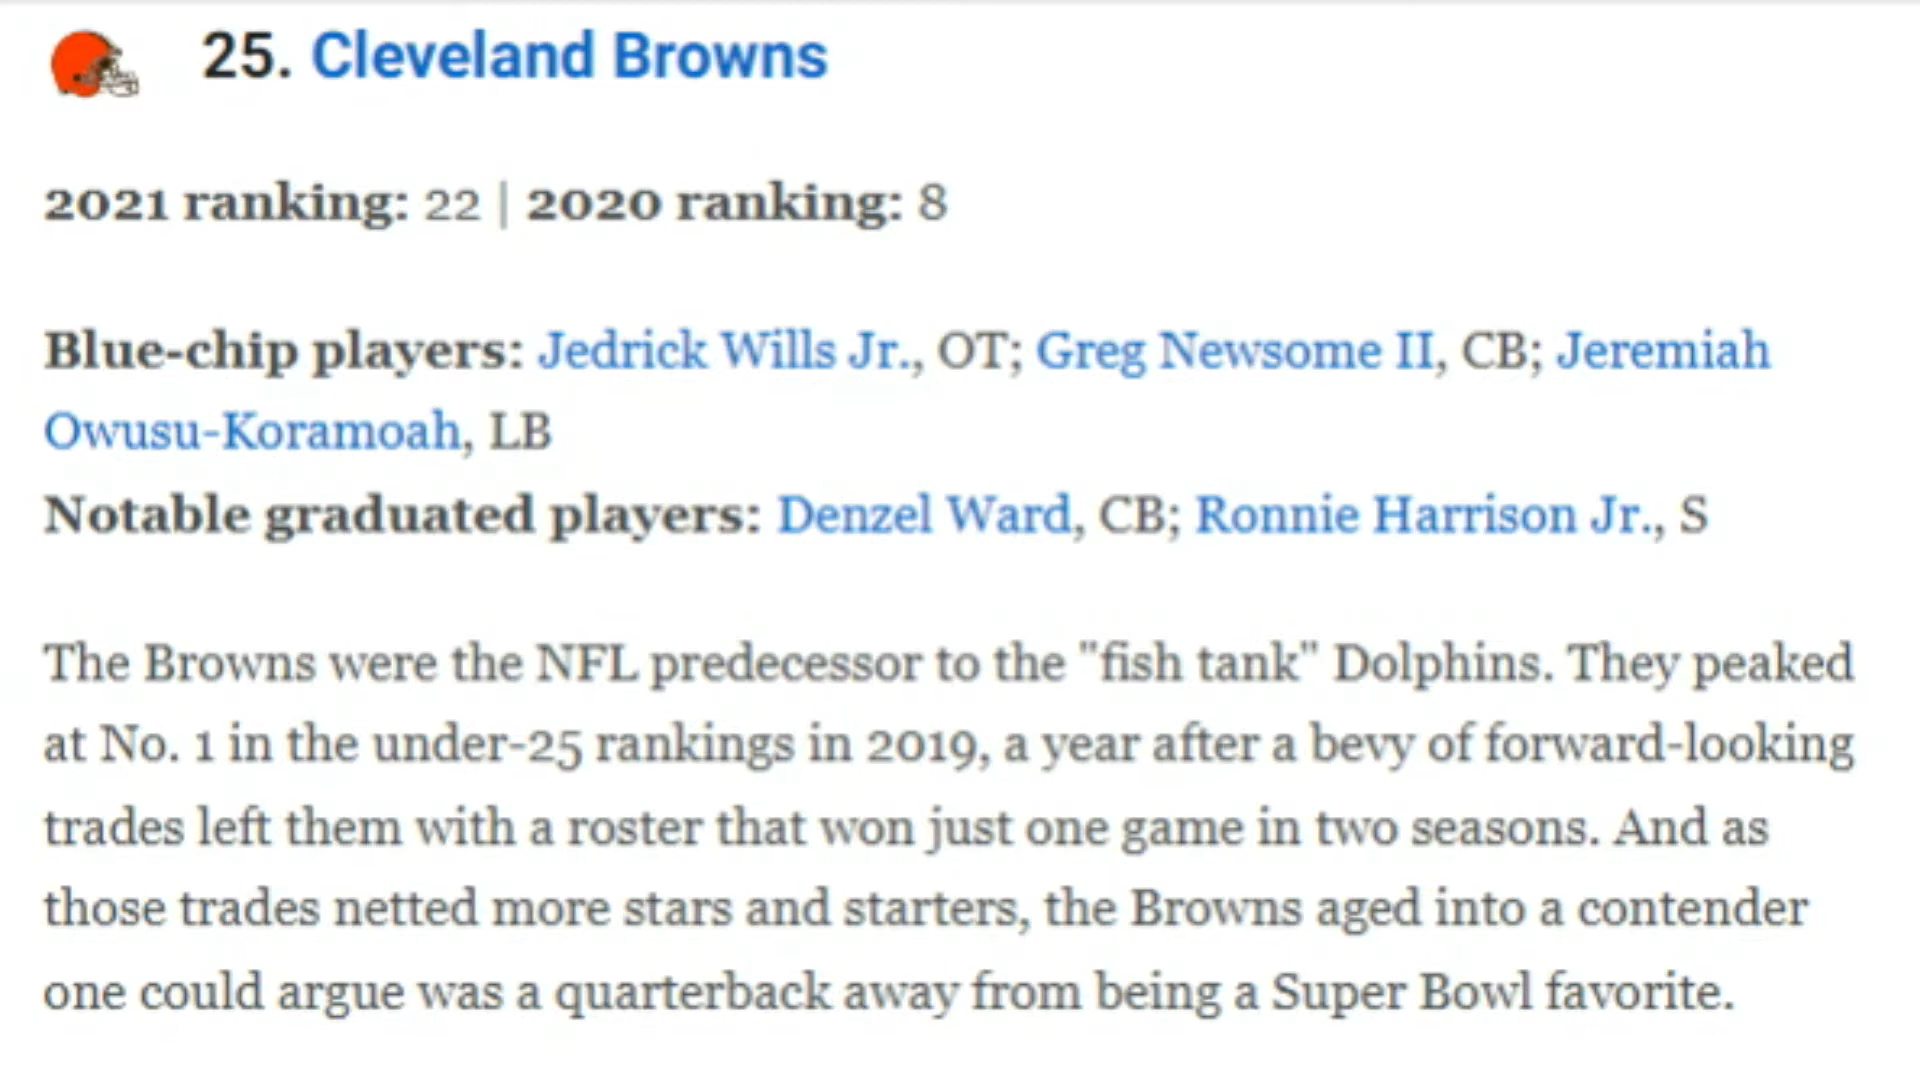 25. Cleveland Browns
2021 ranking: 22 | 2020 ranking: 8
Blue-chip players: Jedrick Wills Jr., OT; Greg Newsome II, CB; Jeremiah
Owusu-Koramoah, LB
Notable graduated players: Denzel Ward, CB; Ronnie Harrison Jr., S
The Browns were the NFL predecessor to the "fish tank" Dolphins. They peaked
at No. 1 in the under-25 rankings in 2019, a year after a bevy of forward-looking
trades left them with a roster that won just one game in two seasons. And as
those trades netted more stars and starters, the Browns aged into a contender
one could argue was a quarterback away from being a Super Bowl favorite.